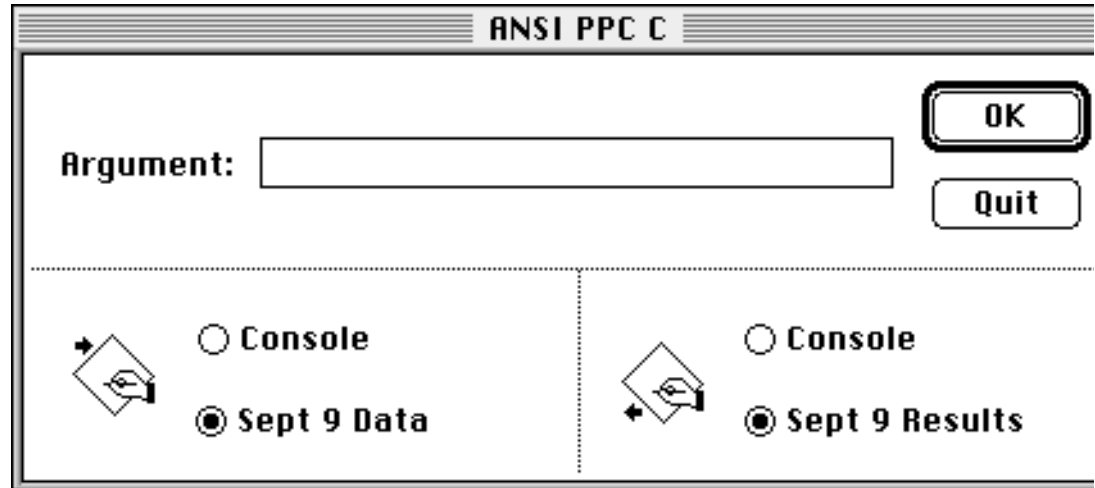 ANSI PPC C
Argument:
OK
Quit
Console
Sept 9 Data
Console
Sept 9 Results